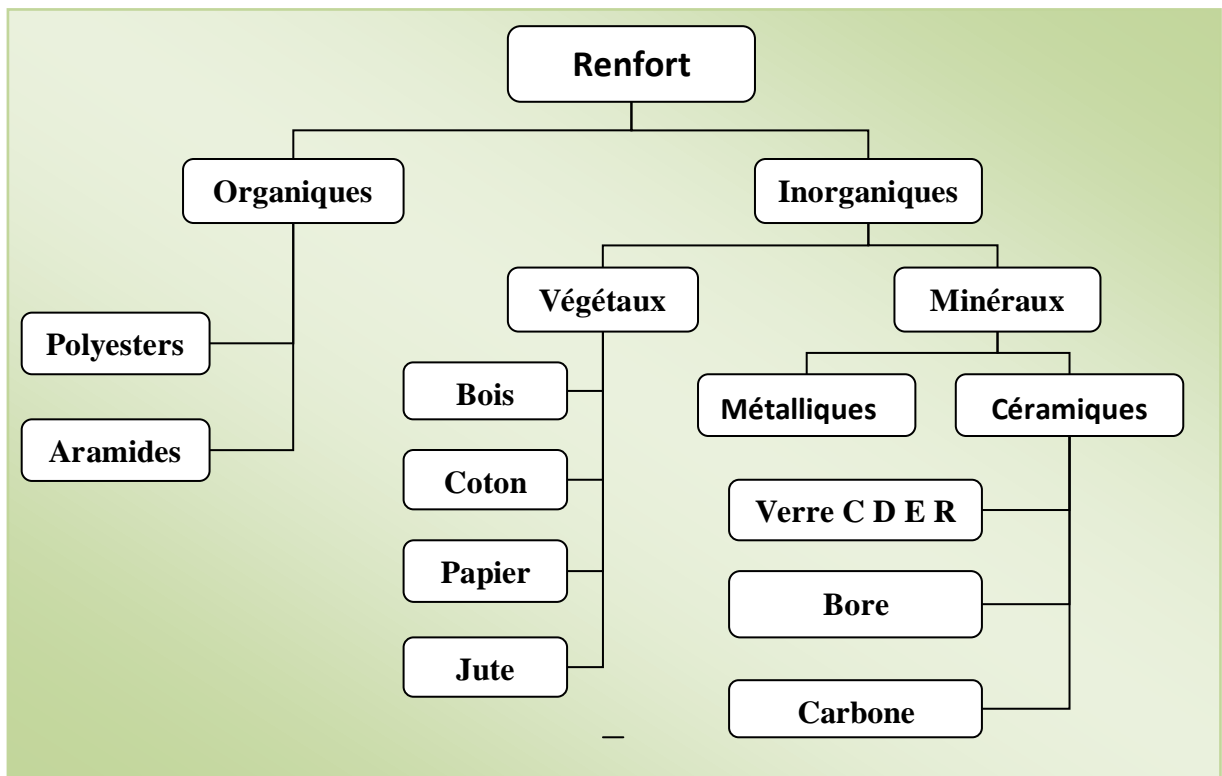 Renfort
Organiques
Inorganiques
Végétaux
Minéraux
Polyesters
Aramides
Bois
Coton
Papier
Jute
Métalliques
Céramiques
Verre C D E R
Bore
Carbone